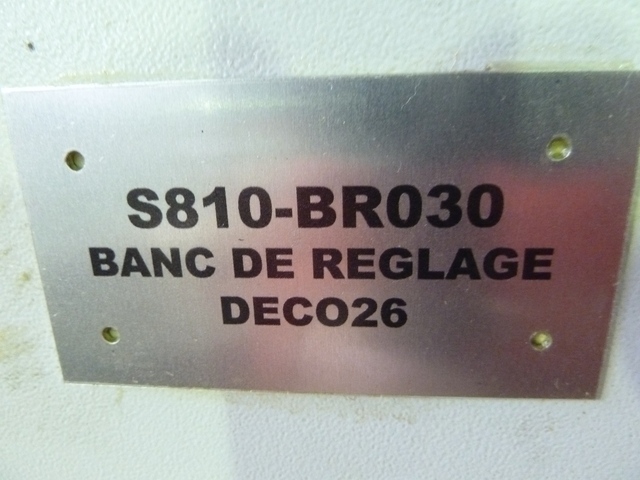 S810-BR030
BANC DE REGLAGE
DECO26